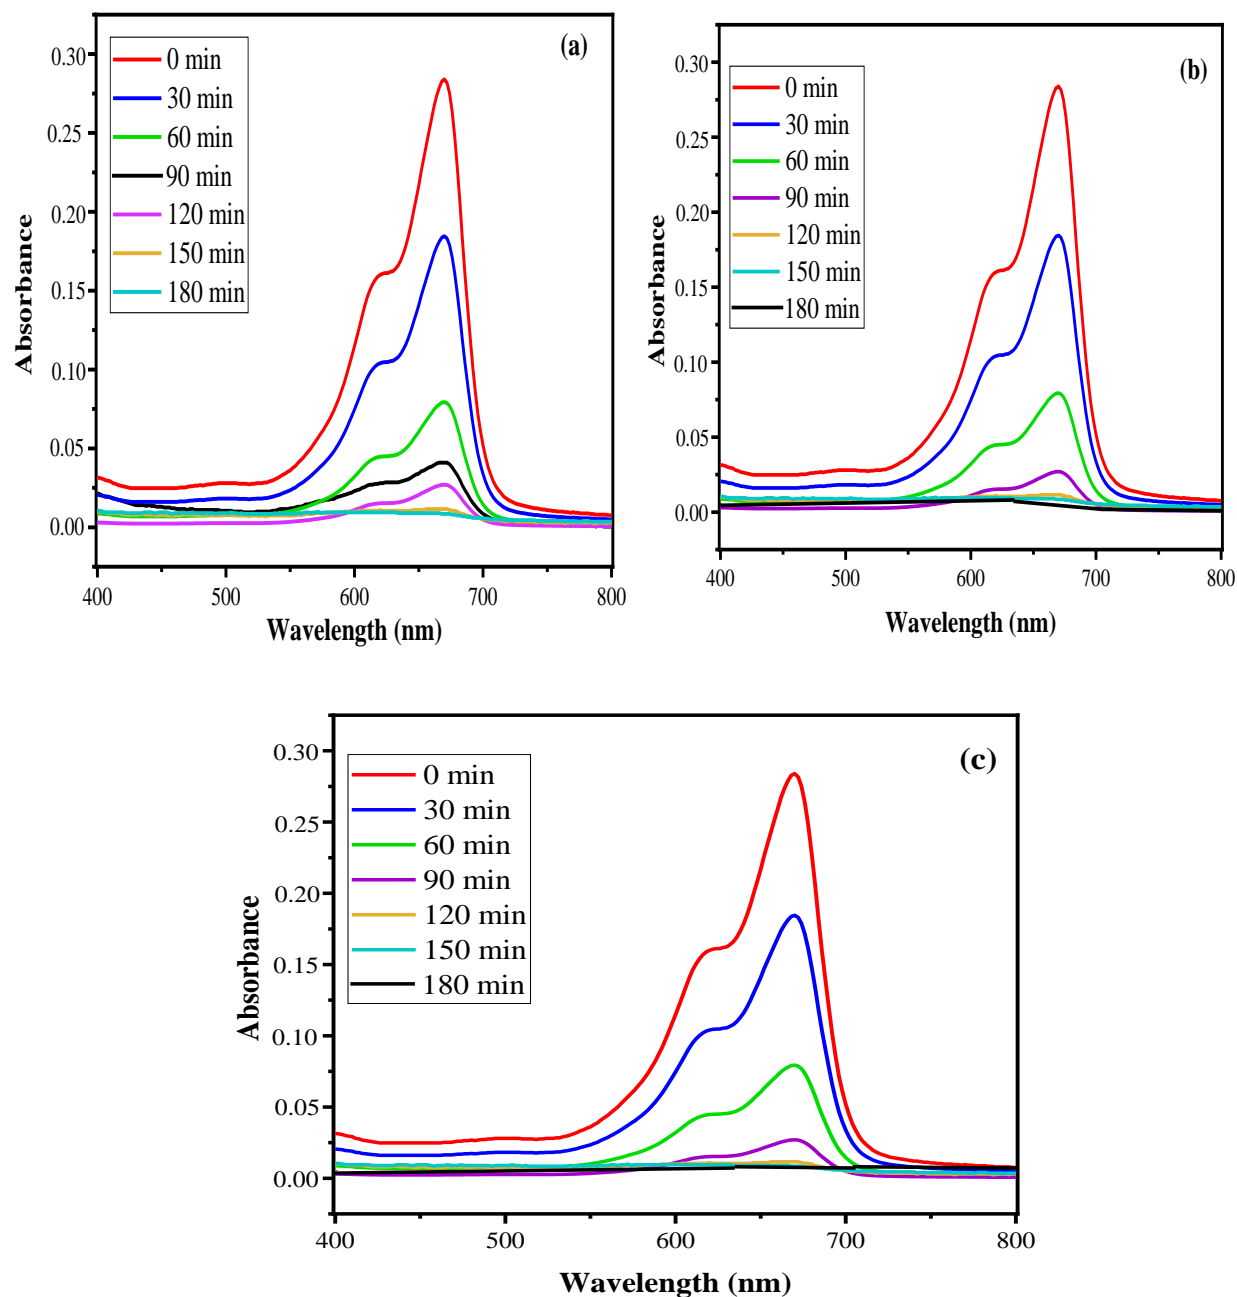 (a)
0 min
30 min
60 min
90 min
120 min
150 min
180 min
0.30
0.25
0.20
0.15
0.10
0.05
0.00
Absorbance
400
500
600
700
800
Wavelength (nm)
(b)
0 min
30 min
60 min
90 min
120 min
150 min
180 min
0.30
0.25
0.20
0.15
0.10
0.05
0.00
Absorbance
400
500
600
700
800
Wavelength (nm)
(c)
0 min
30 min
60 min
90 min
120 min
150 min
180 min
0.30
0.25
0.20
0.15
0.10
0.05
0.00
Absorbance
400
500
600
700
800
Wavelength (nm)